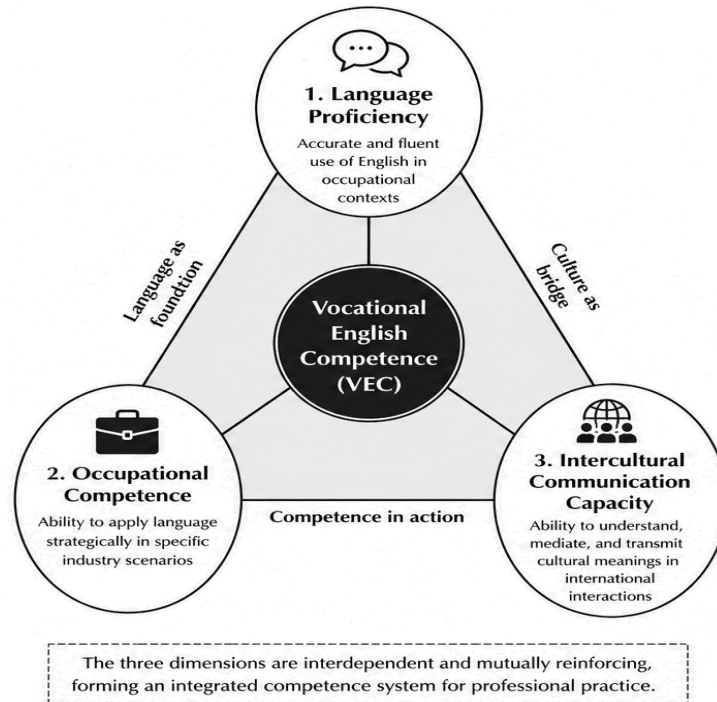 1. Language
Proficiency
Accurate and fluent
use of English in
occupational
contexts
Language as
foundtion
Culture as
bridge
Vocational
English
Competence
(VEC)
2. Occupational
Competence
Ability to apply language
strategically in specific
industry scenarios
Competence in action
3. Intercultural
Communication
Capacity
Ability to understand,
mediate, and transmit
cultural meanings in
international
interactions
The three dimensions are interdependent and mutually reinforcing,
forming an integrated competence system for professional practice.